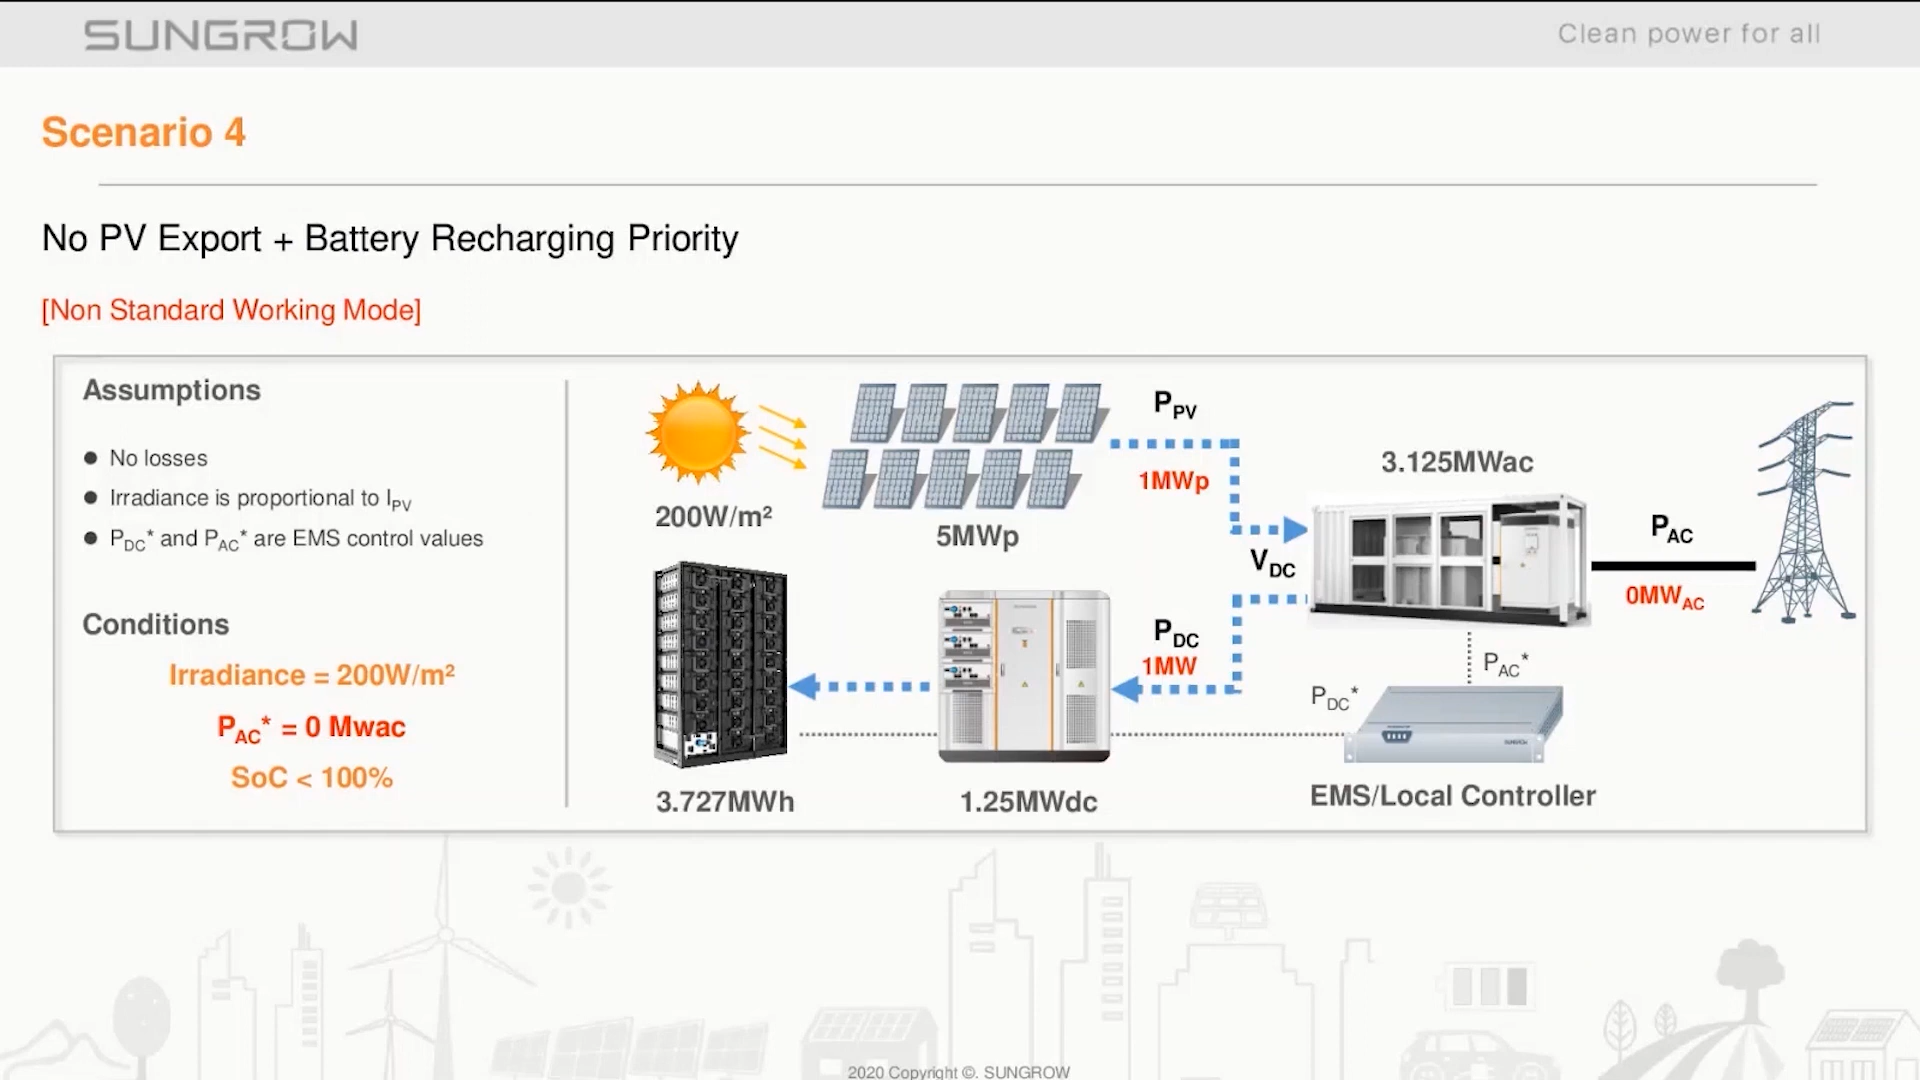 SUNGROW
Clean power for all
Scenario 4
No PV Export + Battery Recharging Priority
[Non Standard Working Mode]
Assumptions
● No losses
● Irradiance is proportional to IPV
● PDC* and PAC* are EMS control values
Conditions
Irradiance = 200W/m²
PAC* = 0 Mwac
SoC < 100%
200W/m²
5MWp
PPV
1MWp
3.125MWac
VDC
PAC
0MWAC
PDC
1MW
PAC*
PDC*
SUNGROW
3.727MWh
1.25MWdc
EMS/Local Controller
2020 Copyright ©. SUNGROW